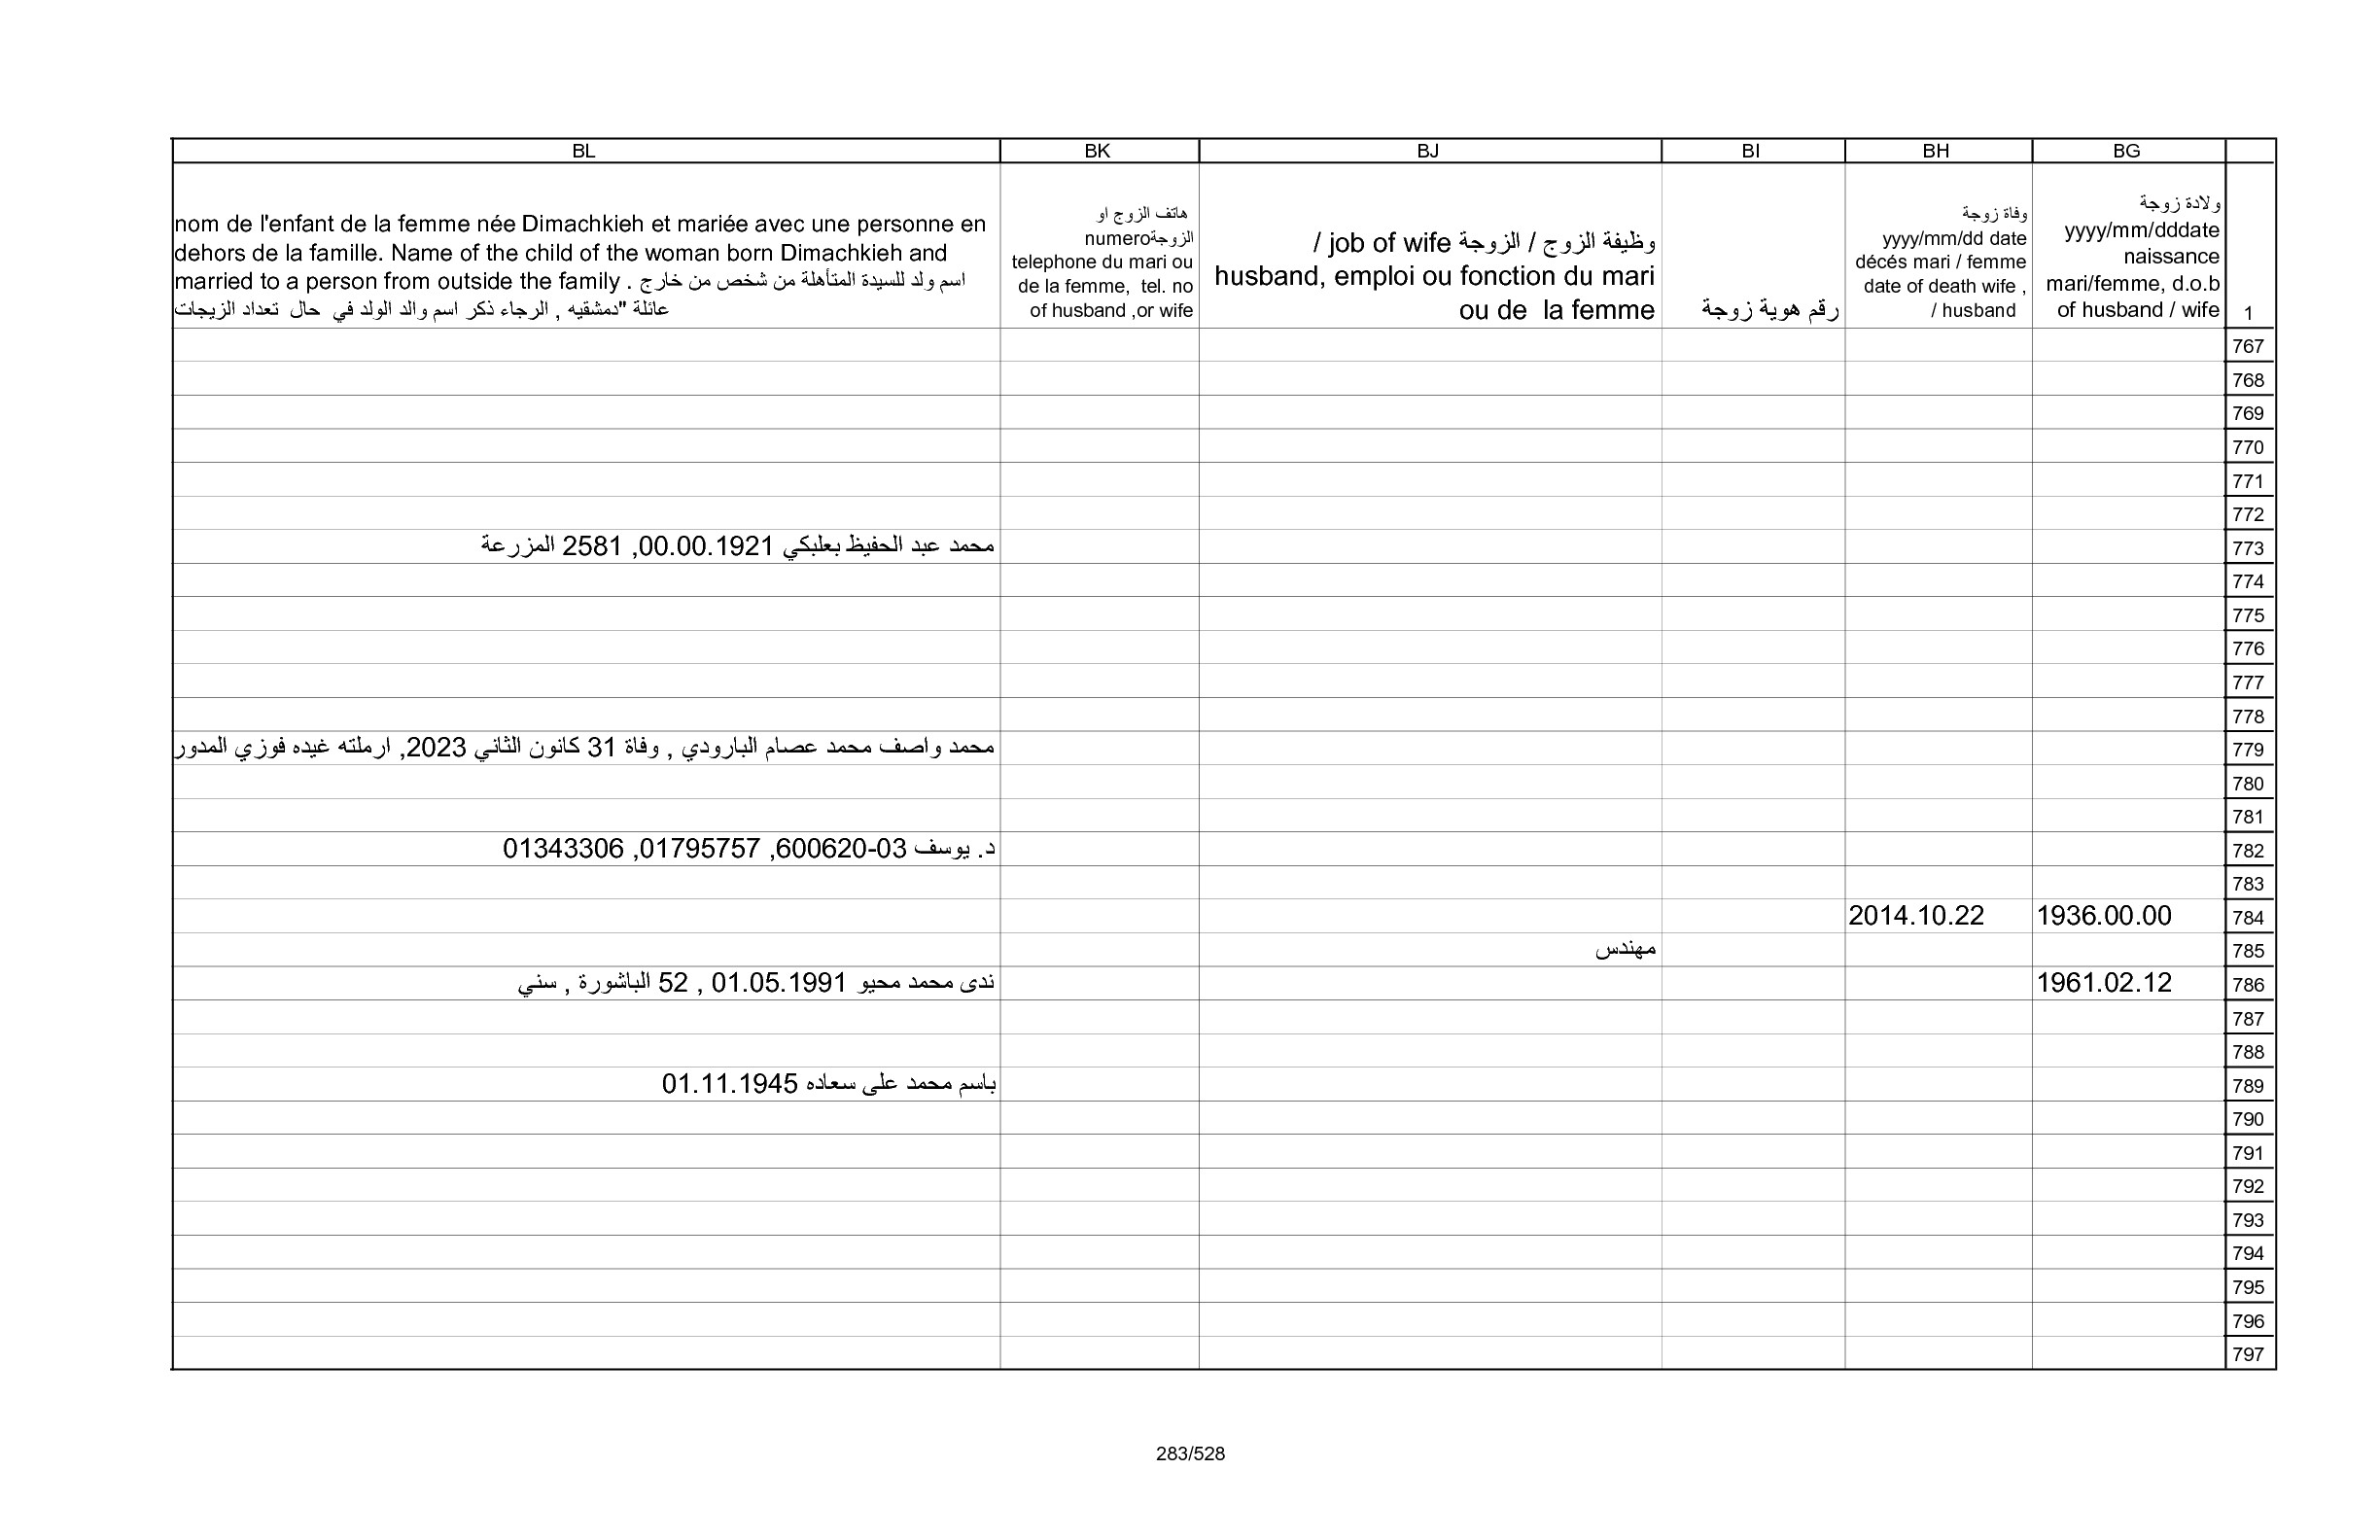 BG BH BI BJ BK BL
1
ولادة زوجة
yyyy/mm/dddate
naissance
mari/femme, d.o.b
of husband / wife
وفاة زوجة
yyyy/mm/dd date
décés mari / femme
date of death wife ,
/ husband
رقم هوية زوجة
وظيفة الزوج / الزوجة job of wife /
husband, emploi ou fonction du mari
ou de la femme
هاتف الزوج او
الزوجةnumero
telephone du mari ou
de la femme, tel. no
of husband ,or wife
nom de l'enfant de la femme née Dimachkieh et mariée avec une personne en
dehors de la famille. Name of the child of the woman born Dimachkieh and
married to a person from outside the family . اسم ولد للسيدة المتأهلة من شخص من خارج
عائلة "دمشقيه , الرجاء ذكر اسم والد الولد في حال تعداد الزيجات
767
768
769
770
771
772
773 محمد عبد الحفيظ بعلبكي 00.00.1921, 2581 المزرعة
774
775
776
777
778
779 محمد واصف محمد عصام البارودي , وفاة 31 كانون الثاني 2023, ارملته غيده فوزي المدور
780
781
782 د. يوسف 03-600620, 01795757, 01343306
783
784 1936.00.00 2014.10.22
785 مهندس
786 1961.02.12 ندى محمد محيو 01.05.1991 , 52 الباشورة , سني
787
788
789 باسم محمد على سعاده 01.11.1945
790
791
792
793
794
795
796
797
283/528